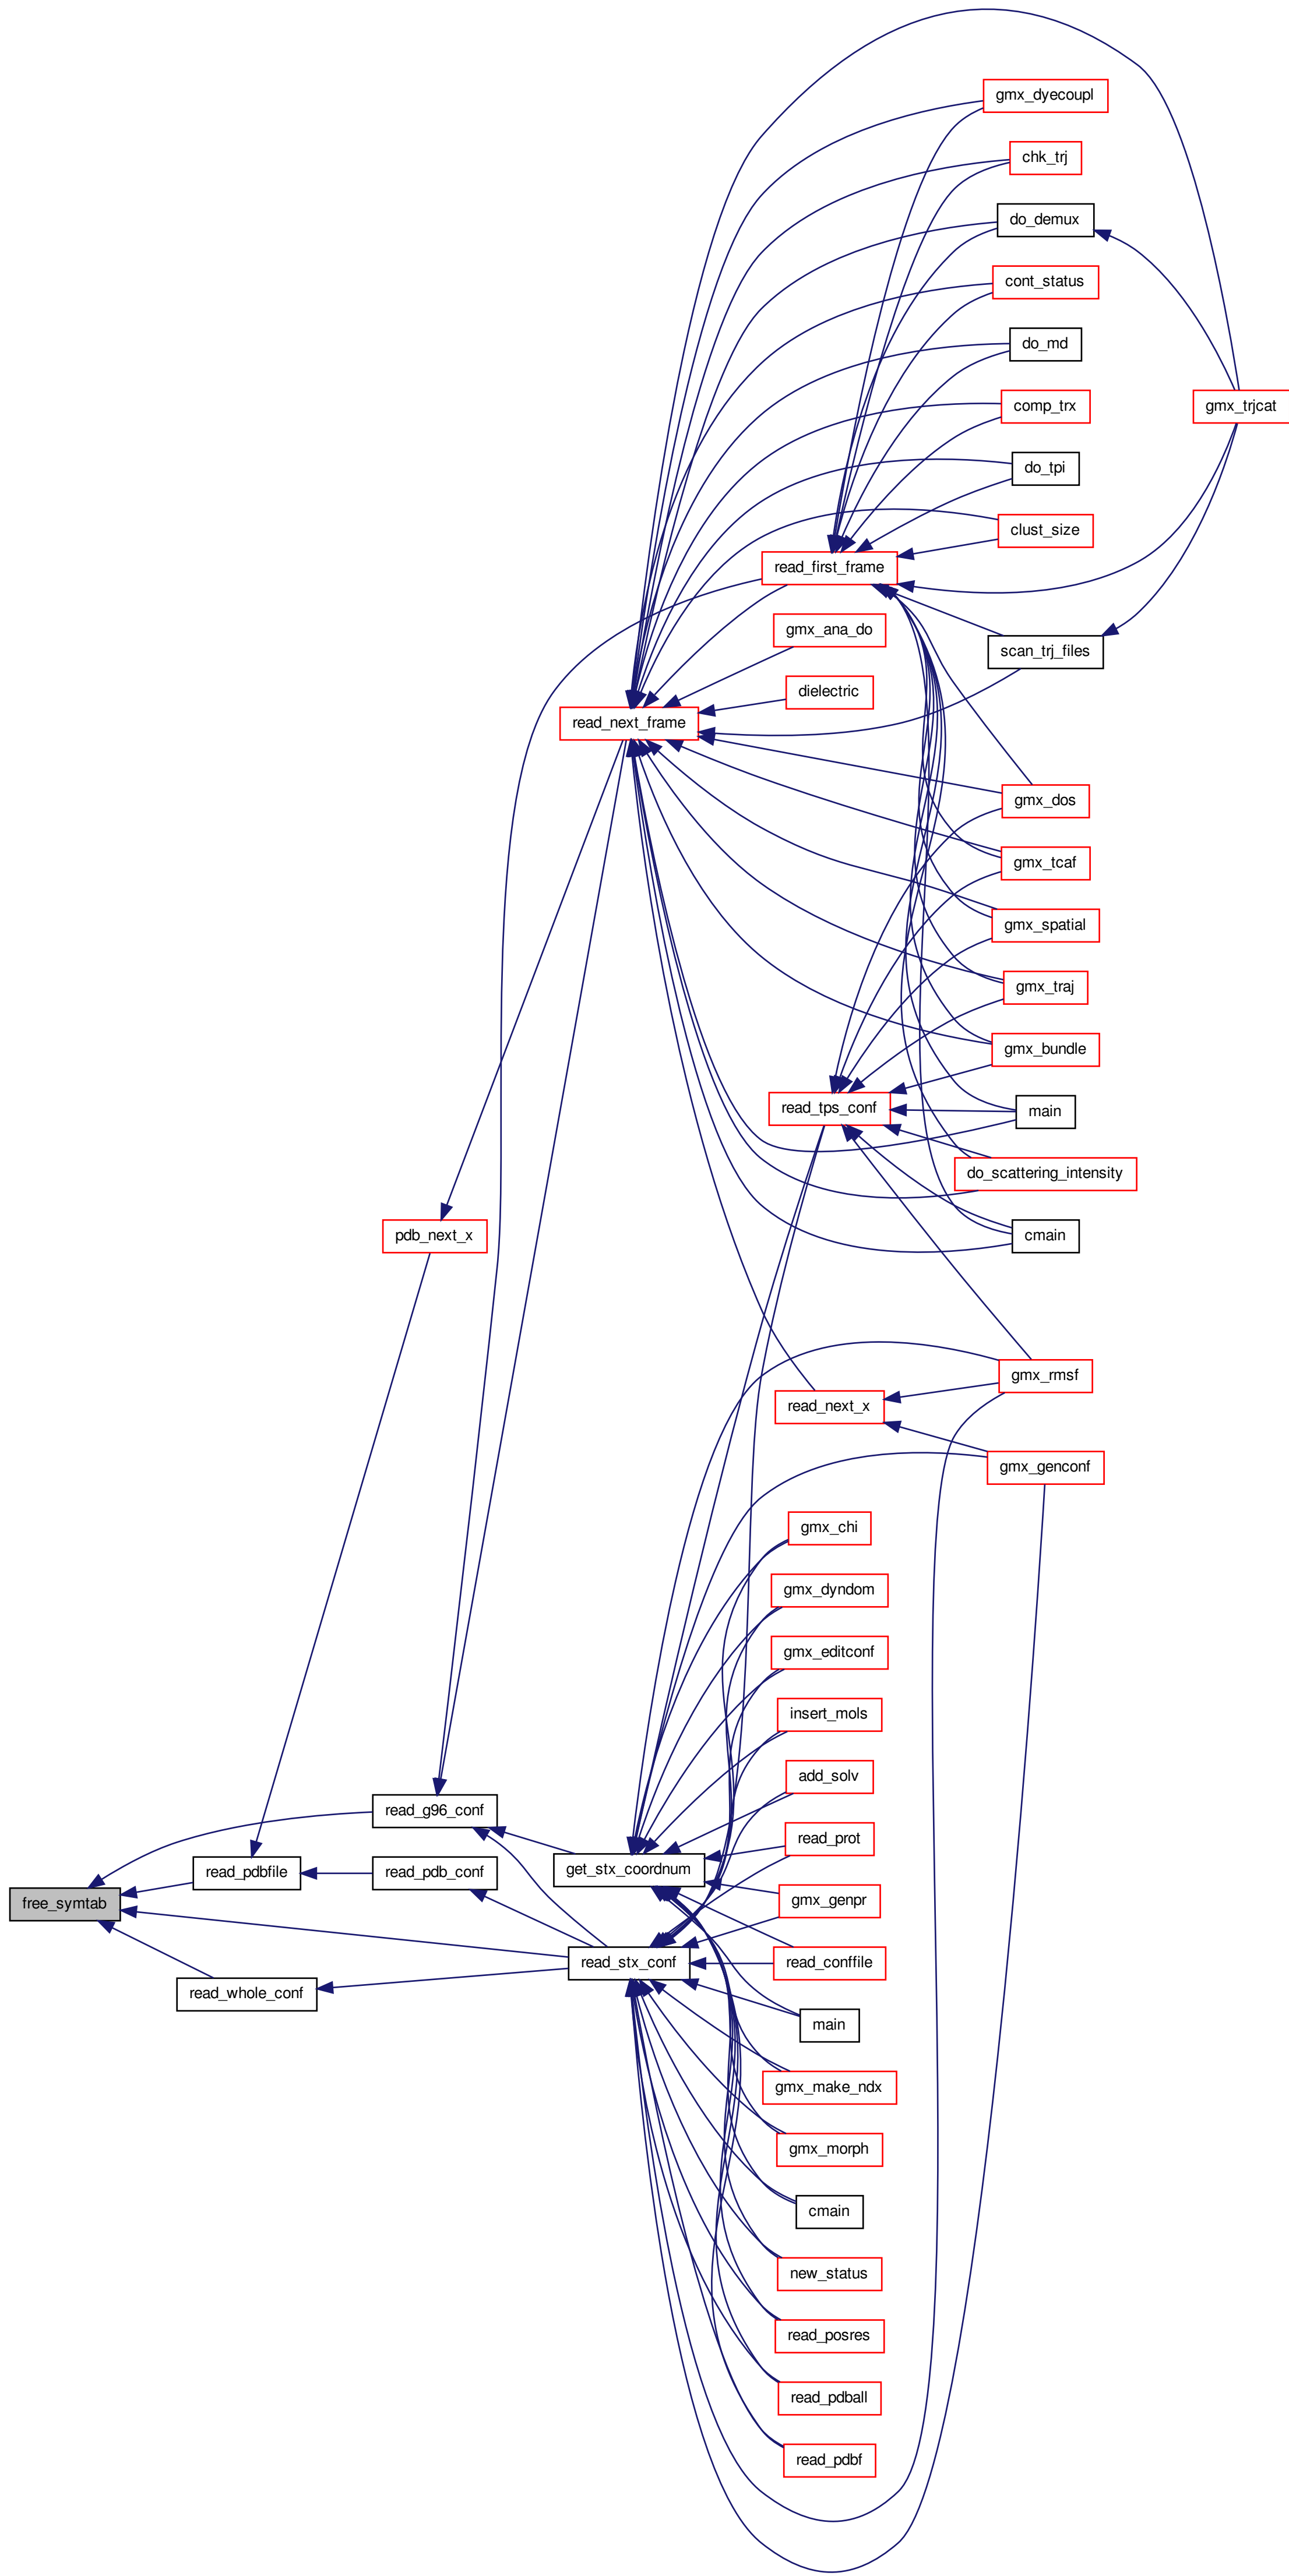 gmx_dyecoupl
chk_trj
do_demux
cont_status
do_md
comp_trx
gmx_trjcat
do_tpi
clust_size
read_first_frame
gmx_ana_do
scan_trj_files
dielectric
read_next_frame
gmx_dos
gmx_tcaf
gmx_spatial
gmx_traj
gmx_bundle
read_tps_conf
main
do_scattering_intensity
pdb_next_x
cmain
gmx_rmsf
read_next_x
gmx_genconf
gmx_chi
gmx_dyndom
gmx_editconf
insert_mols
add_solv
read_g96_conf
read_prot
get_stx_coordnum
read_pdbfile
read_pdb_conf
gmx_genpr
free_symtab
read_stx_conf
read_conffile
read_whole_conf
main
gmx_make_ndx
gmx_morph
cmain
new_status
read_posres
read_pdball
read_pdbf